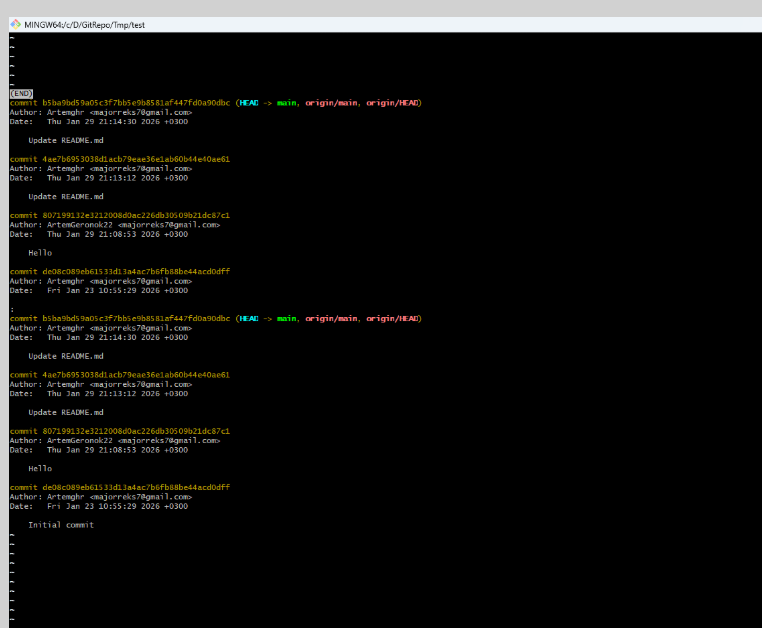 MINGW64:/c/D/GitRepo/Tmp/test
~
~
~
~
~
~
(END)
commit b5ba9bd59a05c3f7bb5e9b8581af447fd0a90dbc (HEAD -> main, origin/main, origin/HEAD)
Author: Artemghr <majorreks7@gmail.com>
Date:   Thu Jan 29 21:14:30 2026 +0300

    Update README.md

commit 4ae7b6953038d1acb79eae36e1ab60b44e40ae61
Author: Artemghr <majorreks7@gmail.com>
Date:   Thu Jan 29 21:13:12 2026 +0300

    Update README.md

commit 807199132e3212008d0ac226db30509b21dc87c1
Author: ArtemGeronok22 <majorreks7@gmail.com>
Date:   Thu Jan 29 21:08:53 2026 +0300

    Hello

commit de08c089eb61533d13a4ac7b6fb88be44acd0dff
Author: Artemghr <majorreks7@gmail.com>
Date:   Fri Jan 23 10:55:29 2026 +0300

:
commit b5ba9bd59a05c3f7bb5e9b8581af447fd0a90dbc (HEAD -> main, origin/main, origin/HEAD)
Author: Artemghr <majorreks7@gmail.com>
Date:   Thu Jan 29 21:14:30 2026 +0300

    Update README.md

commit 4ae7b6953038d1acb79eae36e1ab60b44e40ae61
Author: Artemghr <majorreks7@gmail.com>
Date:   Thu Jan 29 21:13:12 2026 +0300

    Update README.md

commit 807199132e3212008d0ac226db30509b21dc87c1
Author: ArtemGeronok22 <majorreks7@gmail.com>
Date:   Thu Jan 29 21:08:53 2026 +0300

    Hello

commit de08c089eb61533d13a4ac7b6fb88be44acd0dff
Author: Artemghr <majorreks7@gmail.com>
Date:   Fri Jan 23 10:55:29 2026 +0300

    Initial commit
~
~
~
~
~
~
~
~
~
~